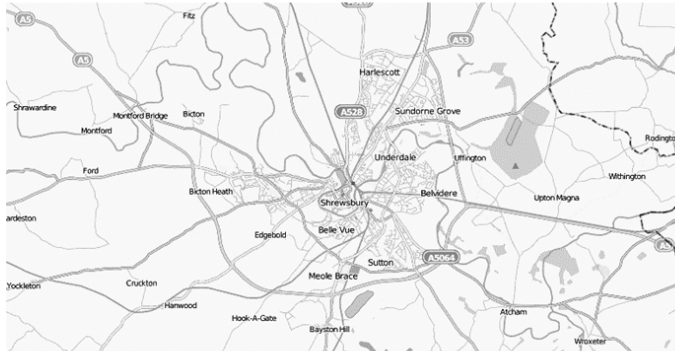 A5
Fitz
A53
A5
Harlescott
Shrawardine
Montford Bridge
Bicton
A528
Sundorne Grove
Montford
Rodington
Underdale
Uffington
Ford
Withington
Bicton Heath
Belvidere
Upton Magna
Shrewsbury
ardeston
Belle Vue
Edgebold
A5
A5064
Sutton
Meole Brace
Yockleton
Cruckton
Hanwood
Atcham
Hook-A-Gate
Bayston Hill
Wroxeter